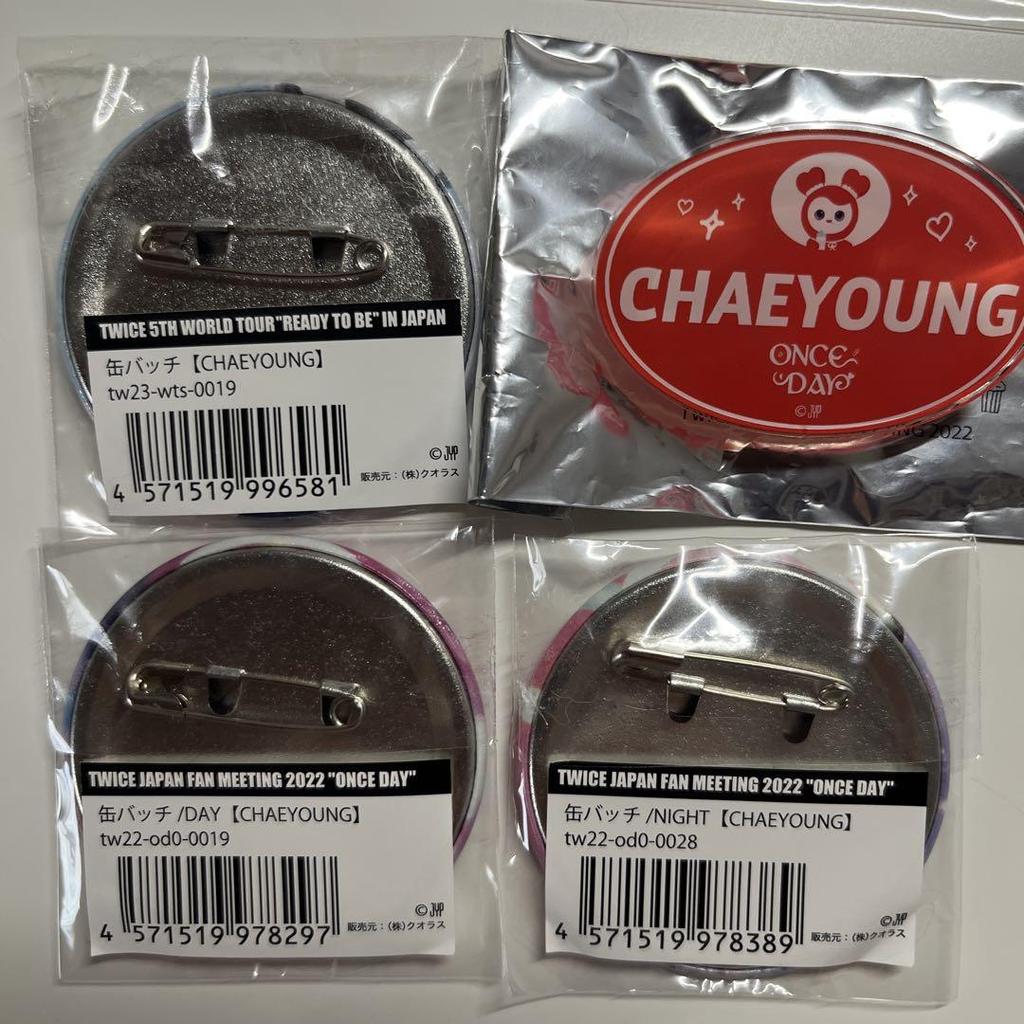 TWICE 5TH WORLD TOUR"READY TO BE" IN JAPAN
缶バッチ【CHAEYOUNG】
tw23-wts-0019
©JYP
販売元：(株)クオラス
4 571519 996581
CHAEYOUNG
ONCE
DAY
©JYP
NG 2022
TWICE JAPAN FAN MEETING 2022 "ONCE DAY"
缶バッチ /DAY【CHAEYOUNG】
tw22-od0-0019
©JYP
販売元：(株)クオラス
4 571519 978297
TWICE JAPAN FAN MEETING 2022 "ONCE DAY"
缶バッチ /NIGHT【CHAEYOUNG】
tw22-od0-0028
©JYP
販売元：(株)クオラス
4 571519 978389